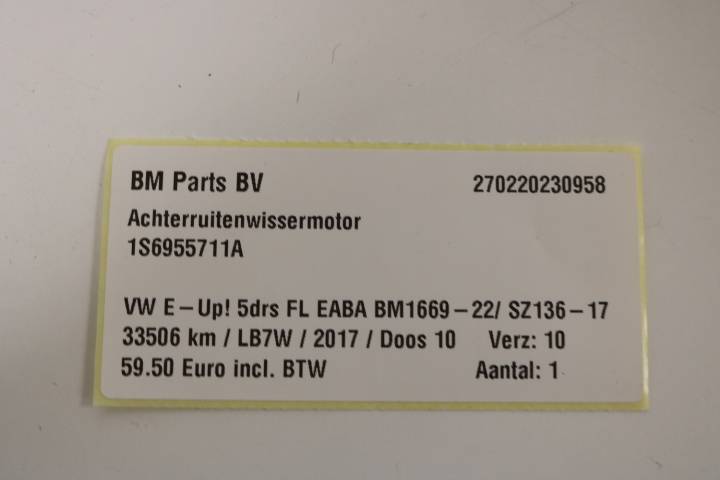 BM Parts BV 270220230958
Achterruitenwissermotor
1S6955711A
VW E-Up! 5drs FL EABA BM1669-22/ SZ136-17
33506 km / LB7W / 2017 / Doos 10 Verz: 10
59.50 Euro incl. BTW Aantal: 1